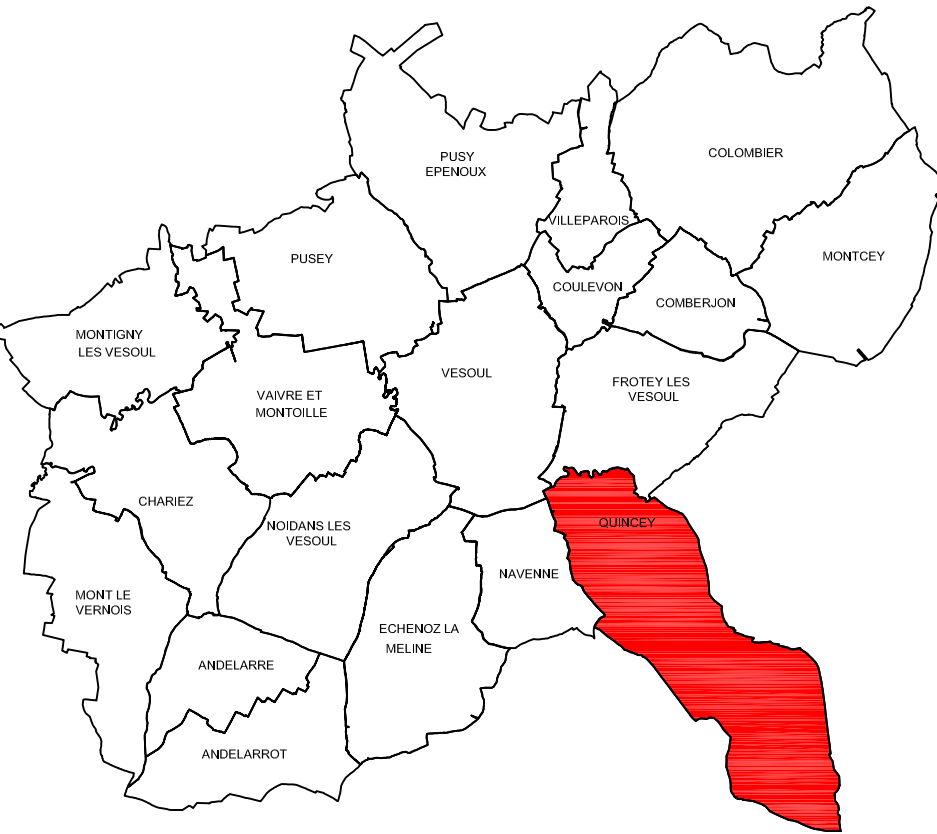 PUSY
EPENOUX
COLOMBIER
VILLEPAROIS
PUSEY
MONTCEY
COULEVON
COMBERJON
MONTIGNY
LES VESOUL
VESOUL
FROTEY LES
VESOUL
VAIVRE ET
MONTOILLE
CHARIEZ
NOIDANS LES
VESOUL
QUINCEY
NAVENNE
MONT LE
VERNOIS
ECHENOZ LA
MELINE
ANDELARRE
ANDELARROT